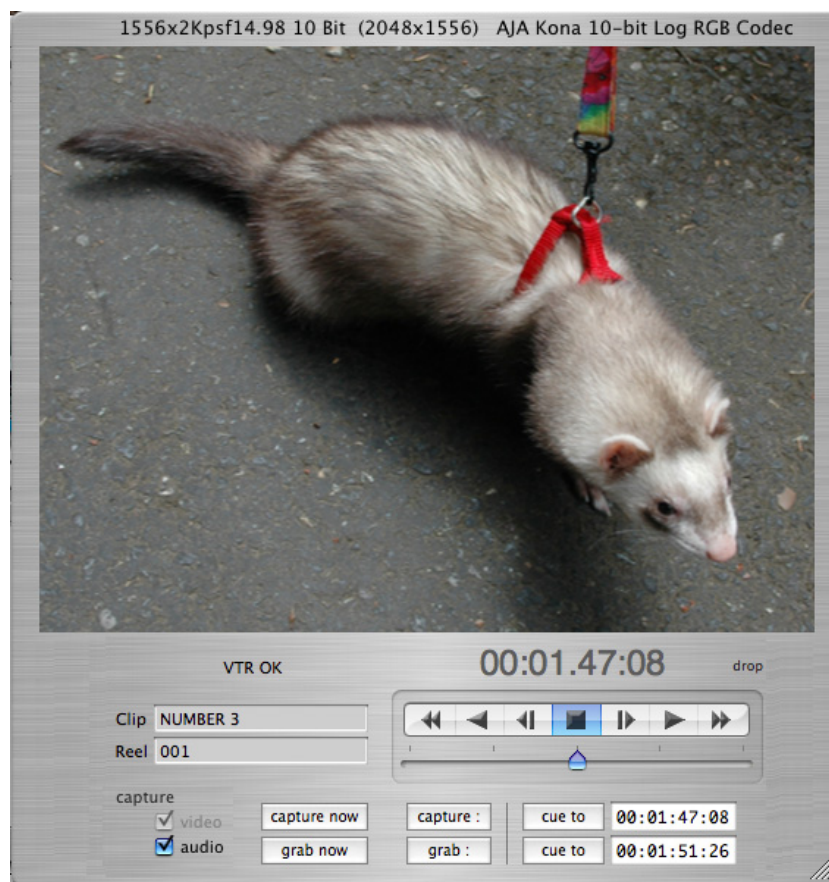 1556x2Kpsf14.98 10 Bit (2048x1556) AJA Kona 10-bit Log RGB Codec
VTR OK 00:01.47:08 drop
Clip NUMBER 3
Reel 001
capture
video capture now capture : cue to 00:01:47:08
audio grab now grab : cue to 00:01:51:26